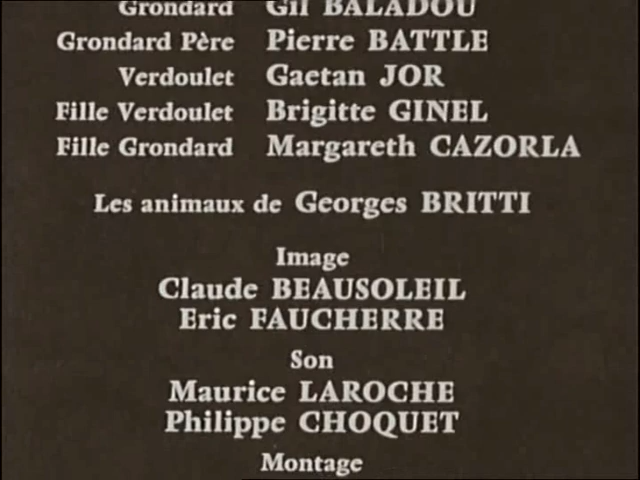 Grondard Gil BALADOU
Grondard Père Pierre BATTLE
Verdoulet Gaetan JOR
Fille Verdoulet Brigitte GINEL
Fille Grondard Margareth CAZORLA
Les animaux de Georges BRITTI
Image
Claude BEAUSOLEIL
Eric FAUCHERRE
Son
Maurice LAROCHE
Philippe CHOQUET
Montage